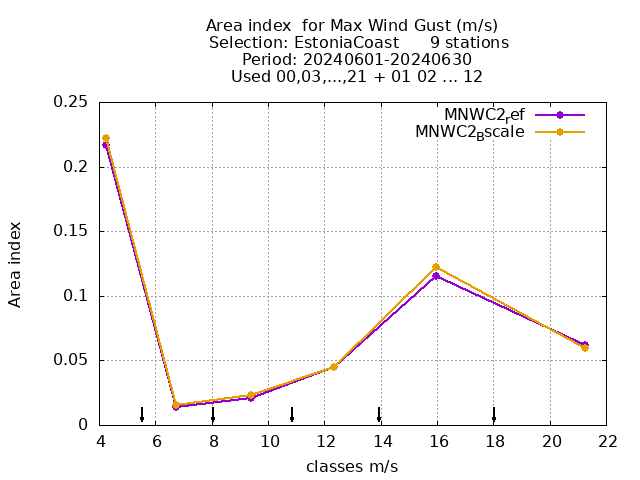 Area index  for Max Wind Gust (m/s)
Selection: EstoniaCoast      9 stations
Period: 20240601-20240630
Used 00,03,...,21 + 01 02 ... 12
MNWC2ref
MNWC2Bscale
0.25
0.2
0.15
0.1
0.05
0
Area index
4 6 8 10 12 14 16 18 20 22
classes m/s